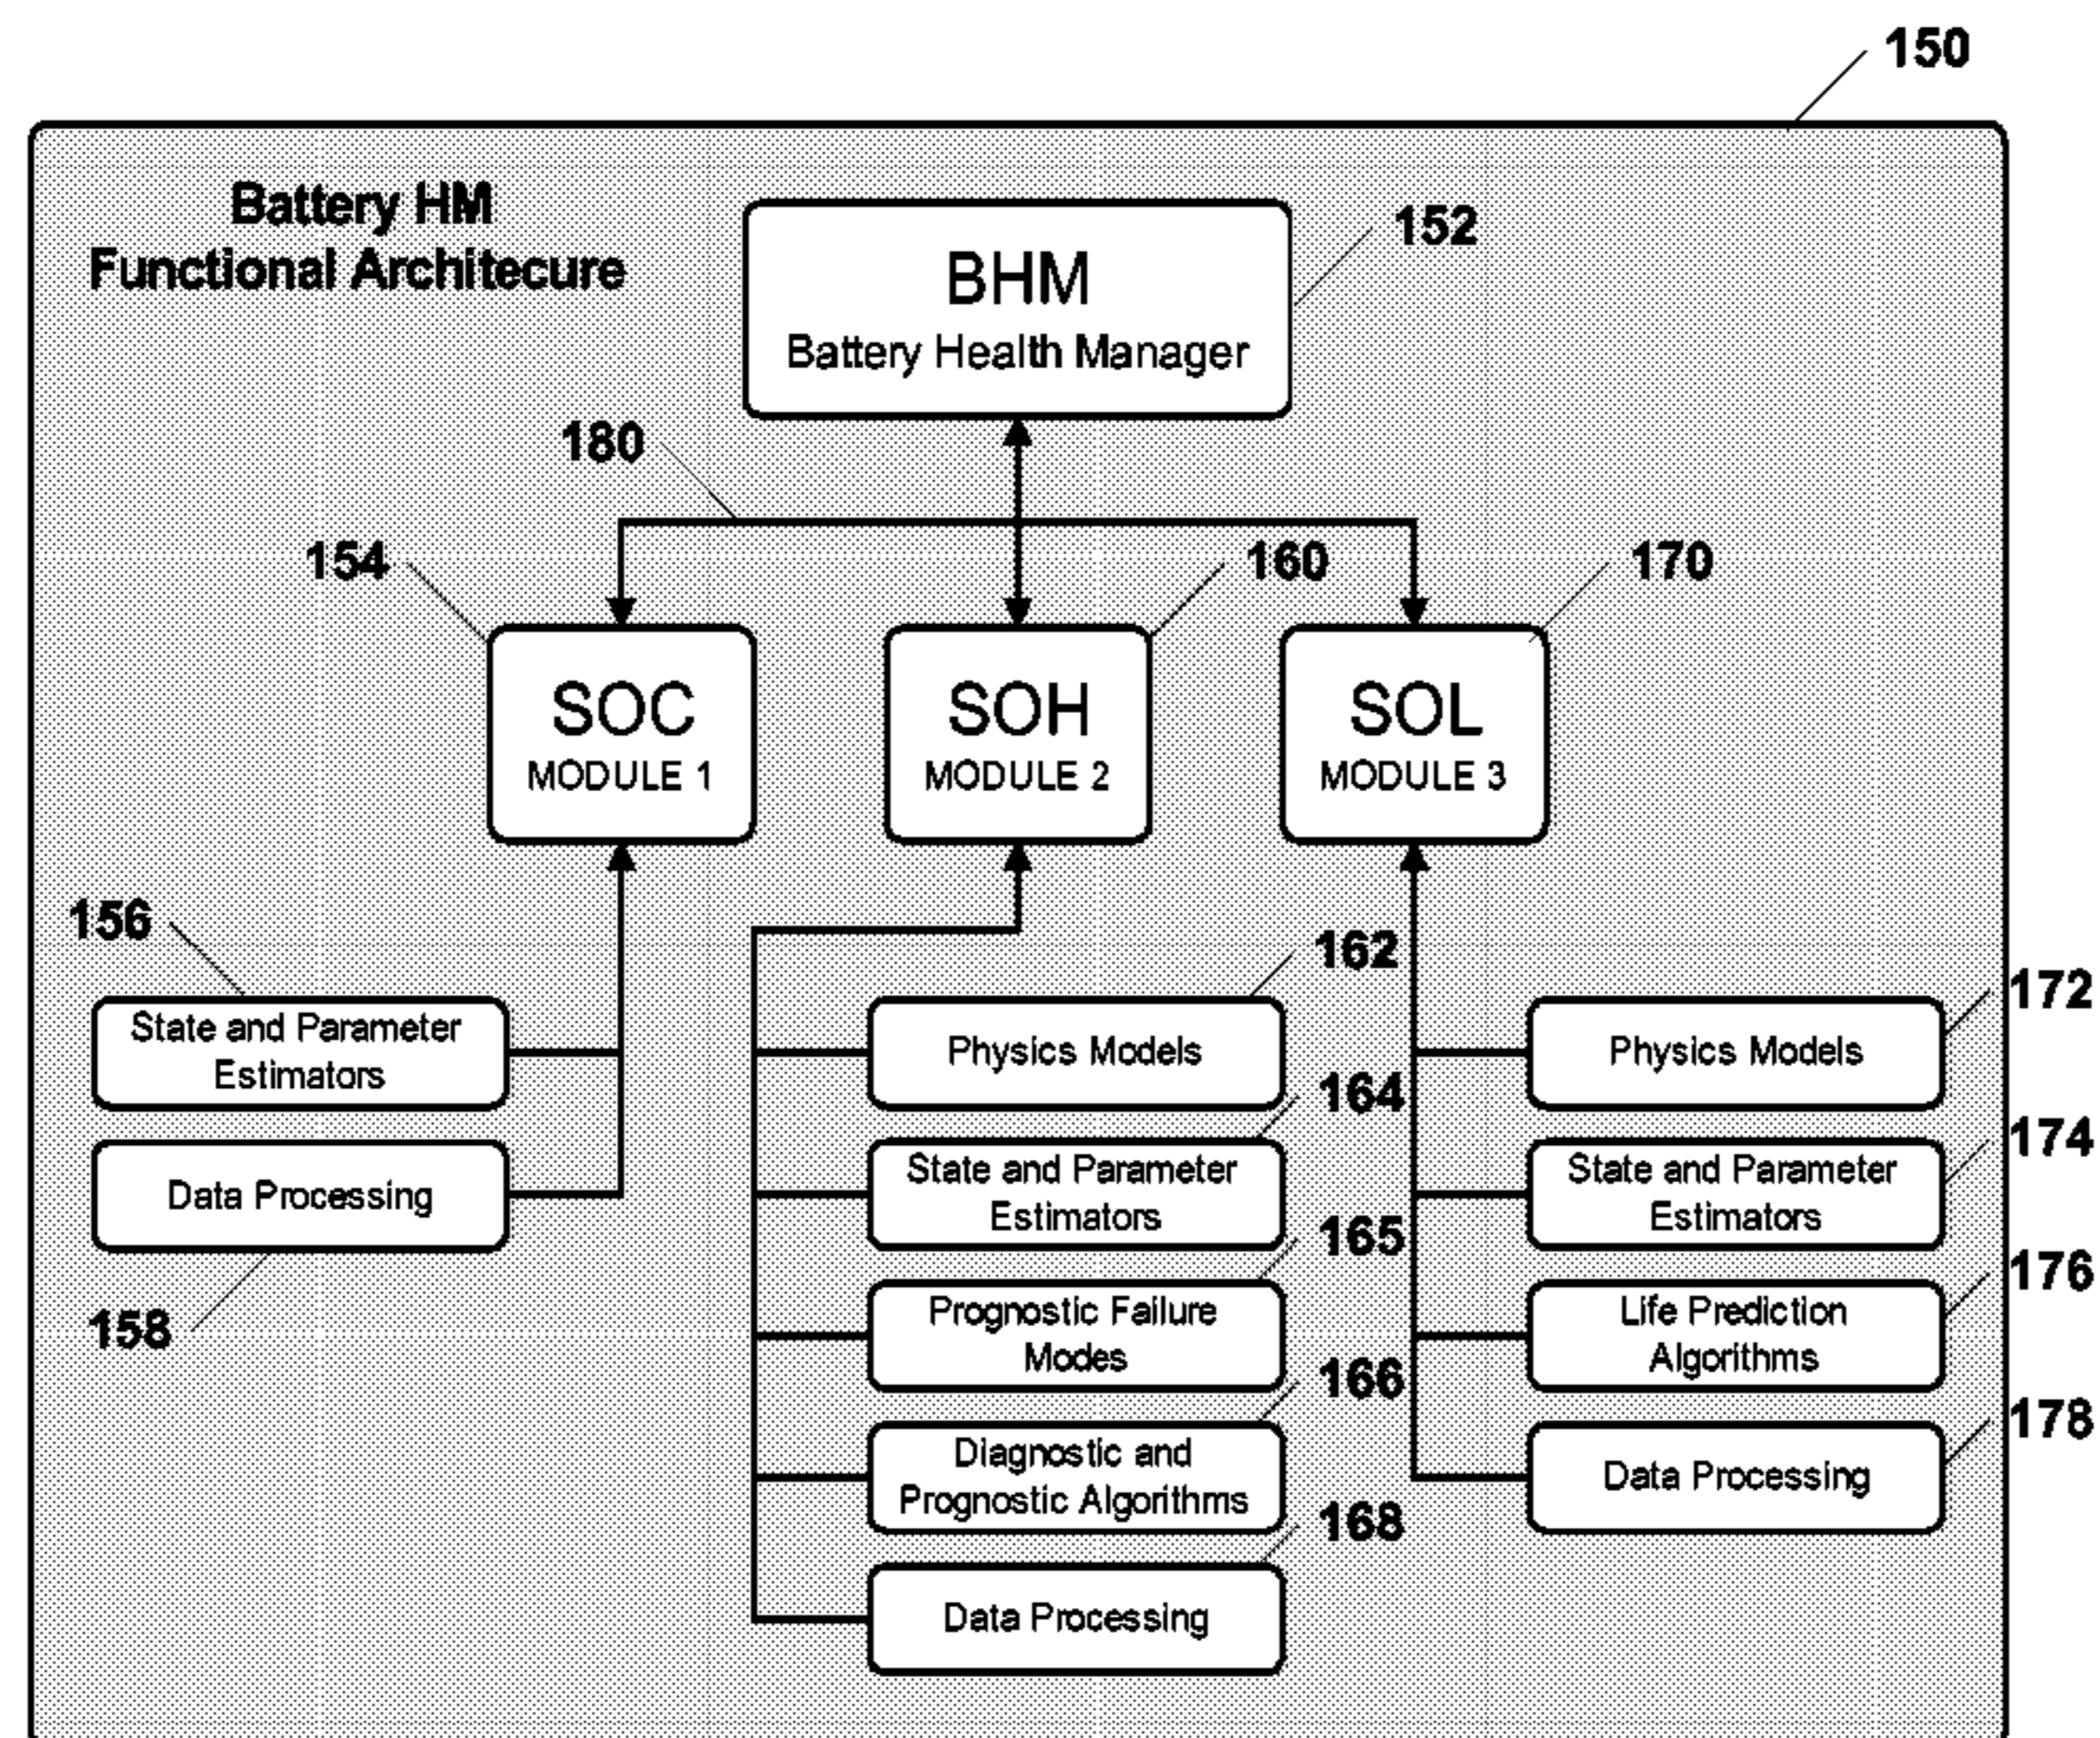 150
Battery HM
Functional Architecure
152
BHM
Battery Health Manager
180
154
160
170
SOC
MODULE 1
SOH
MODULE 2
SOL
MODULE 3
156
State and Parameter
Estimators
Data Processing
158
162
Physics Models
164
State and Parameter
Estimators
165
Prognostic Failure
Modes
166
Diagnostic and
Prognostic Algorithms
168
Data Processing
172
Physics Models
174
State and Parameter
Estimators
176
Life Prediction
Algorithms
178
Data Processing